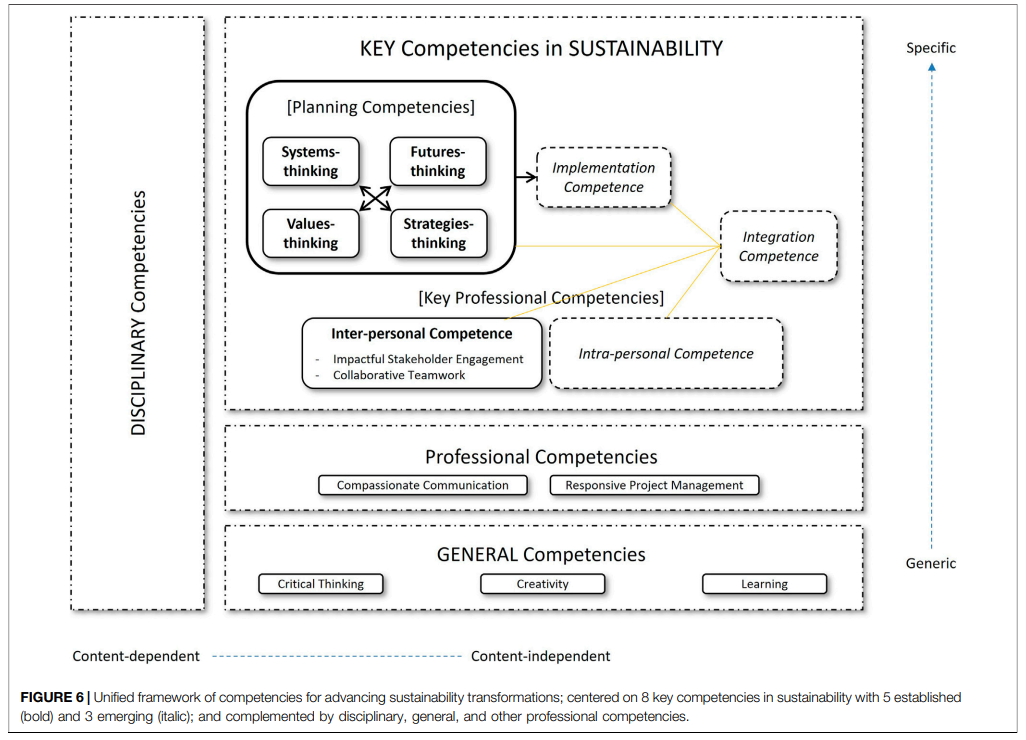 KEY Competencies in SUSTAINABILITY
Specific
[Planning Competencies]
Systems-
thinking
Futures-
thinking
Values-
thinking
Strategies-
thinking
Implementation
Competence
Integration
Competence
[Key Professional Competencies]
Inter-personal Competence
- Impactful Stakeholder Engagement
- Collaborative Teamwork
Intra-personal Competence
DISCIPLINARY Competencies
Professional Competencies
Compassionate Communication
Responsive Project Management
GENERAL Competencies
Generic
Critical Thinking
Creativity
Learning
Content-dependent
Content-independent
FIGURE 6 | Unified framework of competencies for advancing sustainability transformations; centered on 8 key competencies in sustainability with 5 established
(bold) and 3 emerging (italic); and complemented by disciplinary, general, and other professional competencies.